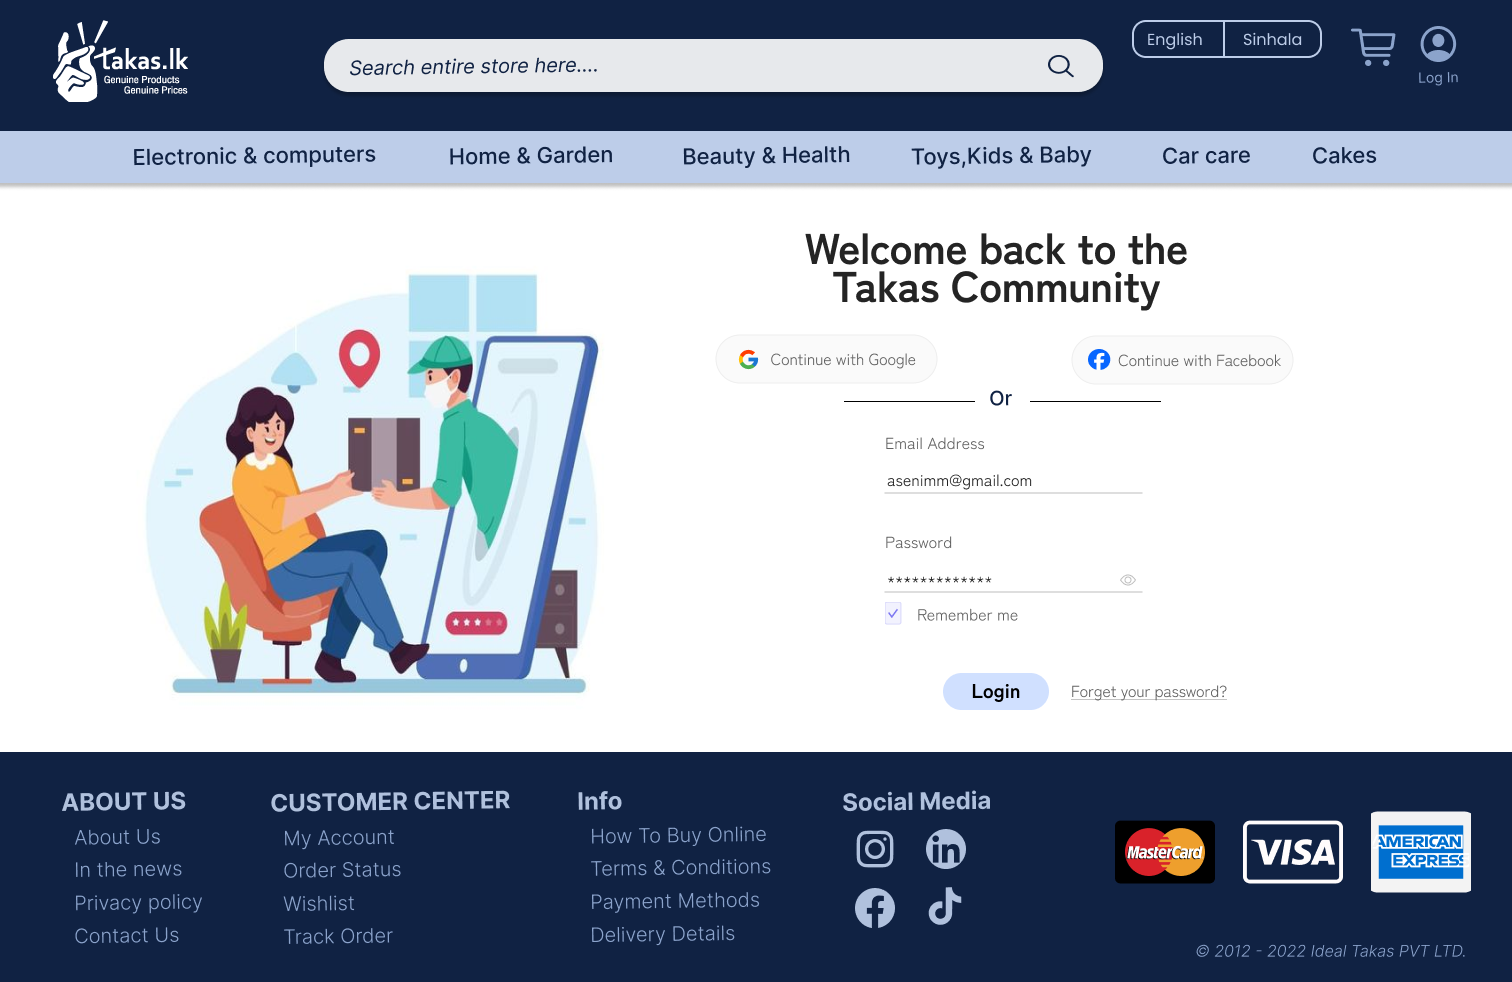 takas.lk
Genuine Products
Genuine Prices
Search entire store here....
English
Sinhala
Log In
Electronic & computers
Home & Garden
Beauty & Health
Toys,Kids & Baby
Car care
Cakes
Welcome back to the
Takas Community
Continue with Google
Continue with Facebook
Or
Email Address
asenimm@gmail.com
Password
*************
Remember me
Login
Forget your password?
ABOUT US
About Us
In the news
Privacy policy
Contact Us
CUSTOMER CENTER
My Account
Order Status
Wishlist
Track Order
Info
How To Buy Online
Terms & Conditions
Payment Methods
Delivery Details
Social Media
MasterCard
VISA
AMERICAN
EXPRESS
© 2012 - 2022 Ideal Takas PVT LTD.